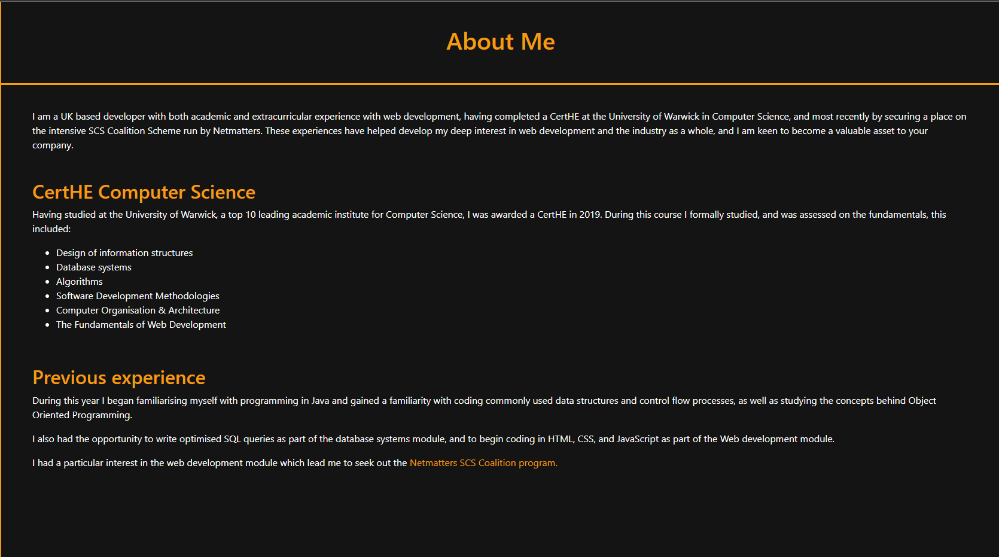 About Me
I am a UK based developer with both academic and extracurricular experience with web development, having completed a CertHE at the University of Warwick in Computer Science, and most recently by securing a place on
the intensive SCS Coalition Scheme run by Netmatters. These experiences have helped develop my deep interest in web development and the industry as a whole, and I am keen to become a valuable asset to your
company.
CertHE Computer Science
Having studied at the University of Warwick, a top 10 leading academic institute for Computer Science, I was awarded a CertHE in 2019. During this course I formally studied, and was assessed on the fundamentals, this
included:
• Design of information structures
• Database systems
• Algorithms
• Software Development Methodologies
• Computer Organisation & Architecture
• The Fundamentals of Web Development
Previous experience
During this year I began familiarising myself with programming in Java and gained a familiarity with coding commonly used data structures and control flow processes, as well as studying the concepts behind Object
Oriented Programming.
I also had the opportunity to write optimised SQL queries as part of the database systems module, and to begin coding in HTML, CSS, and JavaScript as part of the Web development module.
I had a particular interest in the web development module which lead me to seek out the Netmatters SCS Coalition program.